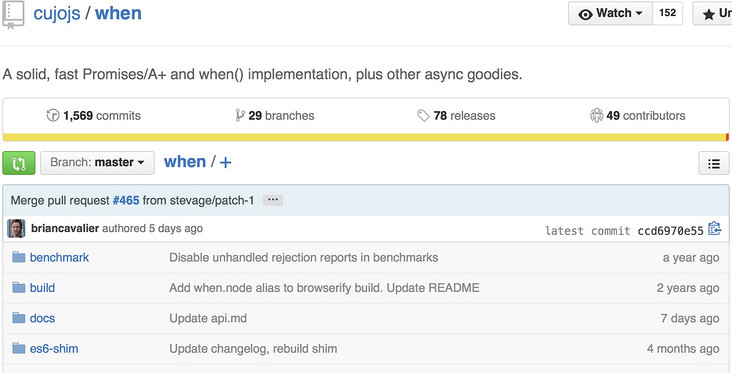 cujojs / when
Watch 152
Un
A solid, fast Promises/A+ and when() implementation, plus other async goodies.
1,569 commits 29 branches 78 releases 49 contributors
Branch: master when / +
Merge pull request #465 from stevage/patch-1 ...
briancavalier authored 5 days ago latest commit ccd6970e55
benchmark Disable unhandled rejection reports in benchmarks a year ago
build Add when.node alias to browserify build. Update README 2 years ago
docs Update api.md 7 days ago
es6-shim Update changelog, rebuild shim 4 months ago